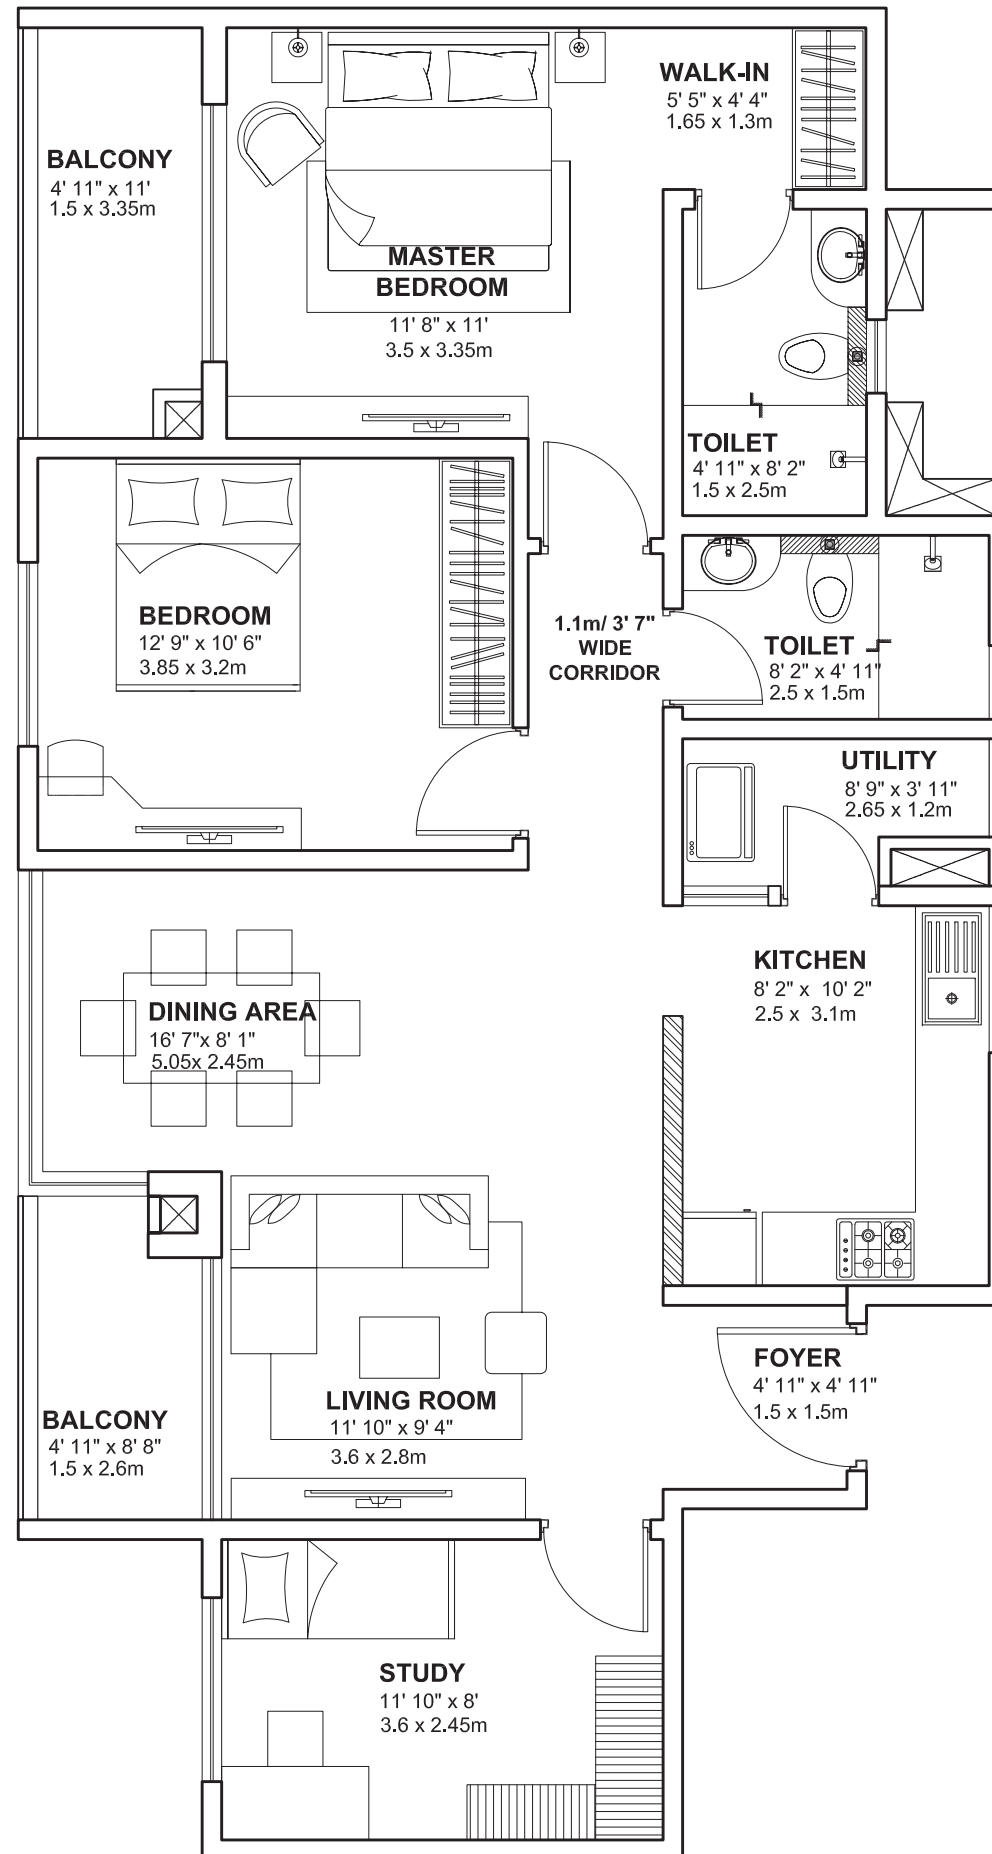 WALK-IN
5' 5" x 4' 4"
1.65 x 1.3m
BALCONY
4' 11" x 11'
1.5 x 3.35m
MASTER
BEDROOM
11' 8" x 11'
3.5 x 3.35m
TOILET
4' 11" x 8' 2"
1.5 x 2.5m
BEDROOM
12' 9" x 10' 6"
3.85 x 3.2m
1.1m/ 3' 7"
WIDE
CORRIDOR
TOILET
8' 2" x 4' 11"
2.5 x 1.5m
UTILITY
8' 9" x 3' 11"
2.65 x 1.2m
KITCHEN
8' 2" x 10' 2"
2.5 x 3.1m
DINING AREA
16' 7"x 8' 1"
5.05x 2.45m
FOYER
4' 11" x 4' 11"
1.5 x 1.5m
LIVING ROOM
11' 10" x 9' 4"
3.6 x 2.8m
BALCONY
4' 11" x 8' 8"
1.5 x 2.6m
STUDY
11' 10" x 8'
3.6 x 2.45m